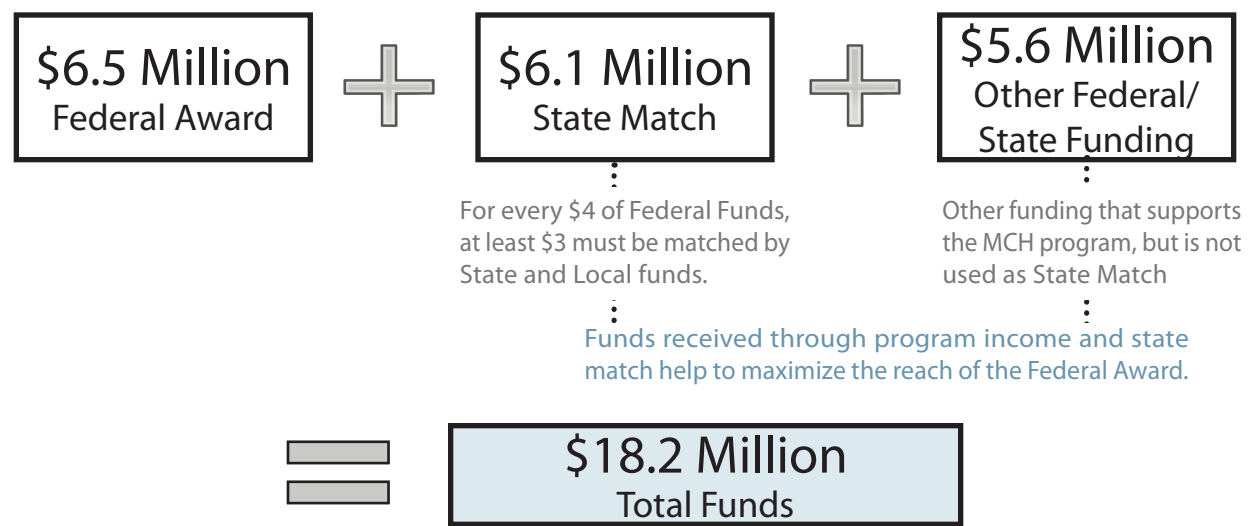 $6.5 Million
Federal Award
$6.1 Million
State Match
$5.6 Million
Other Federal/
State Funding
For every $4 of Federal Funds,
at least $3 must be matched by
State and Local funds.
Other funding that supports
the MCH program, but is not
used as State Match
Funds received through program income and state
match help to maximize the reach of the Federal Award.
$18.2 Million
Total Funds